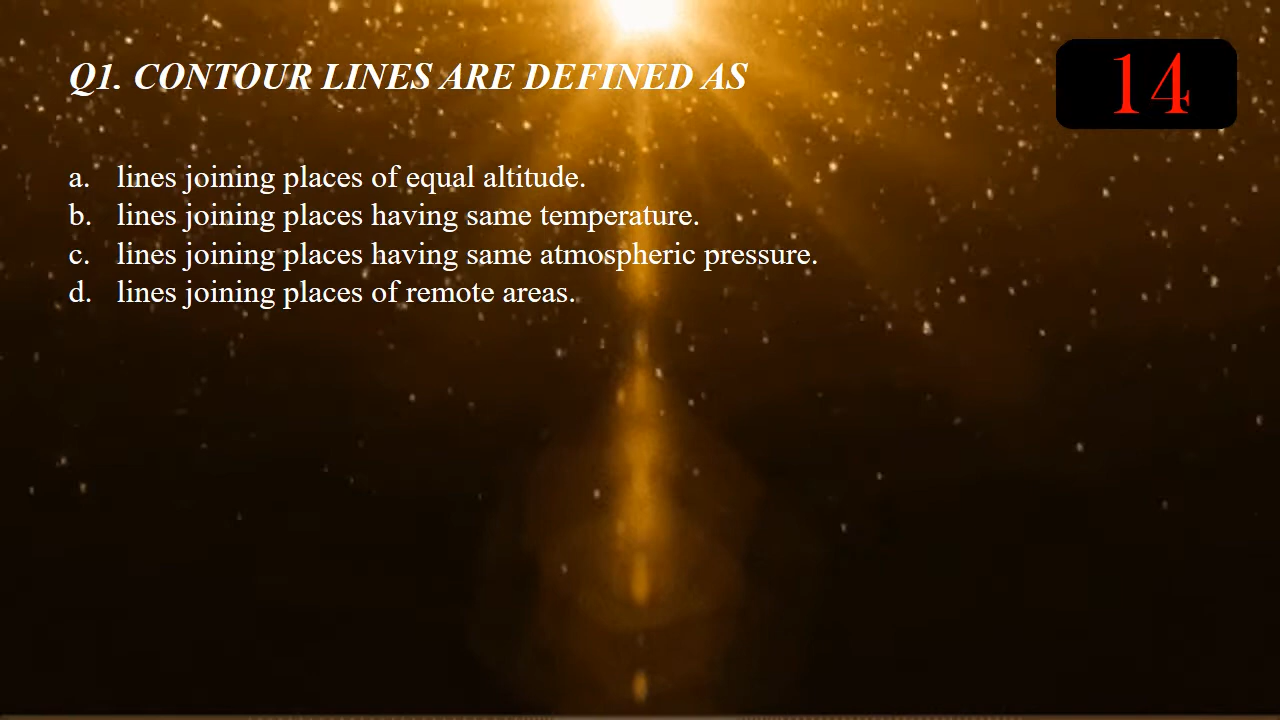 Q1. CONTOUR LINES ARE DEFINED AS
14
a. lines joining places of equal altitude.
b. lines joining places having same temperature.
c. lines joining places having same atmospheric pressure.
d. lines joining places of remote areas.